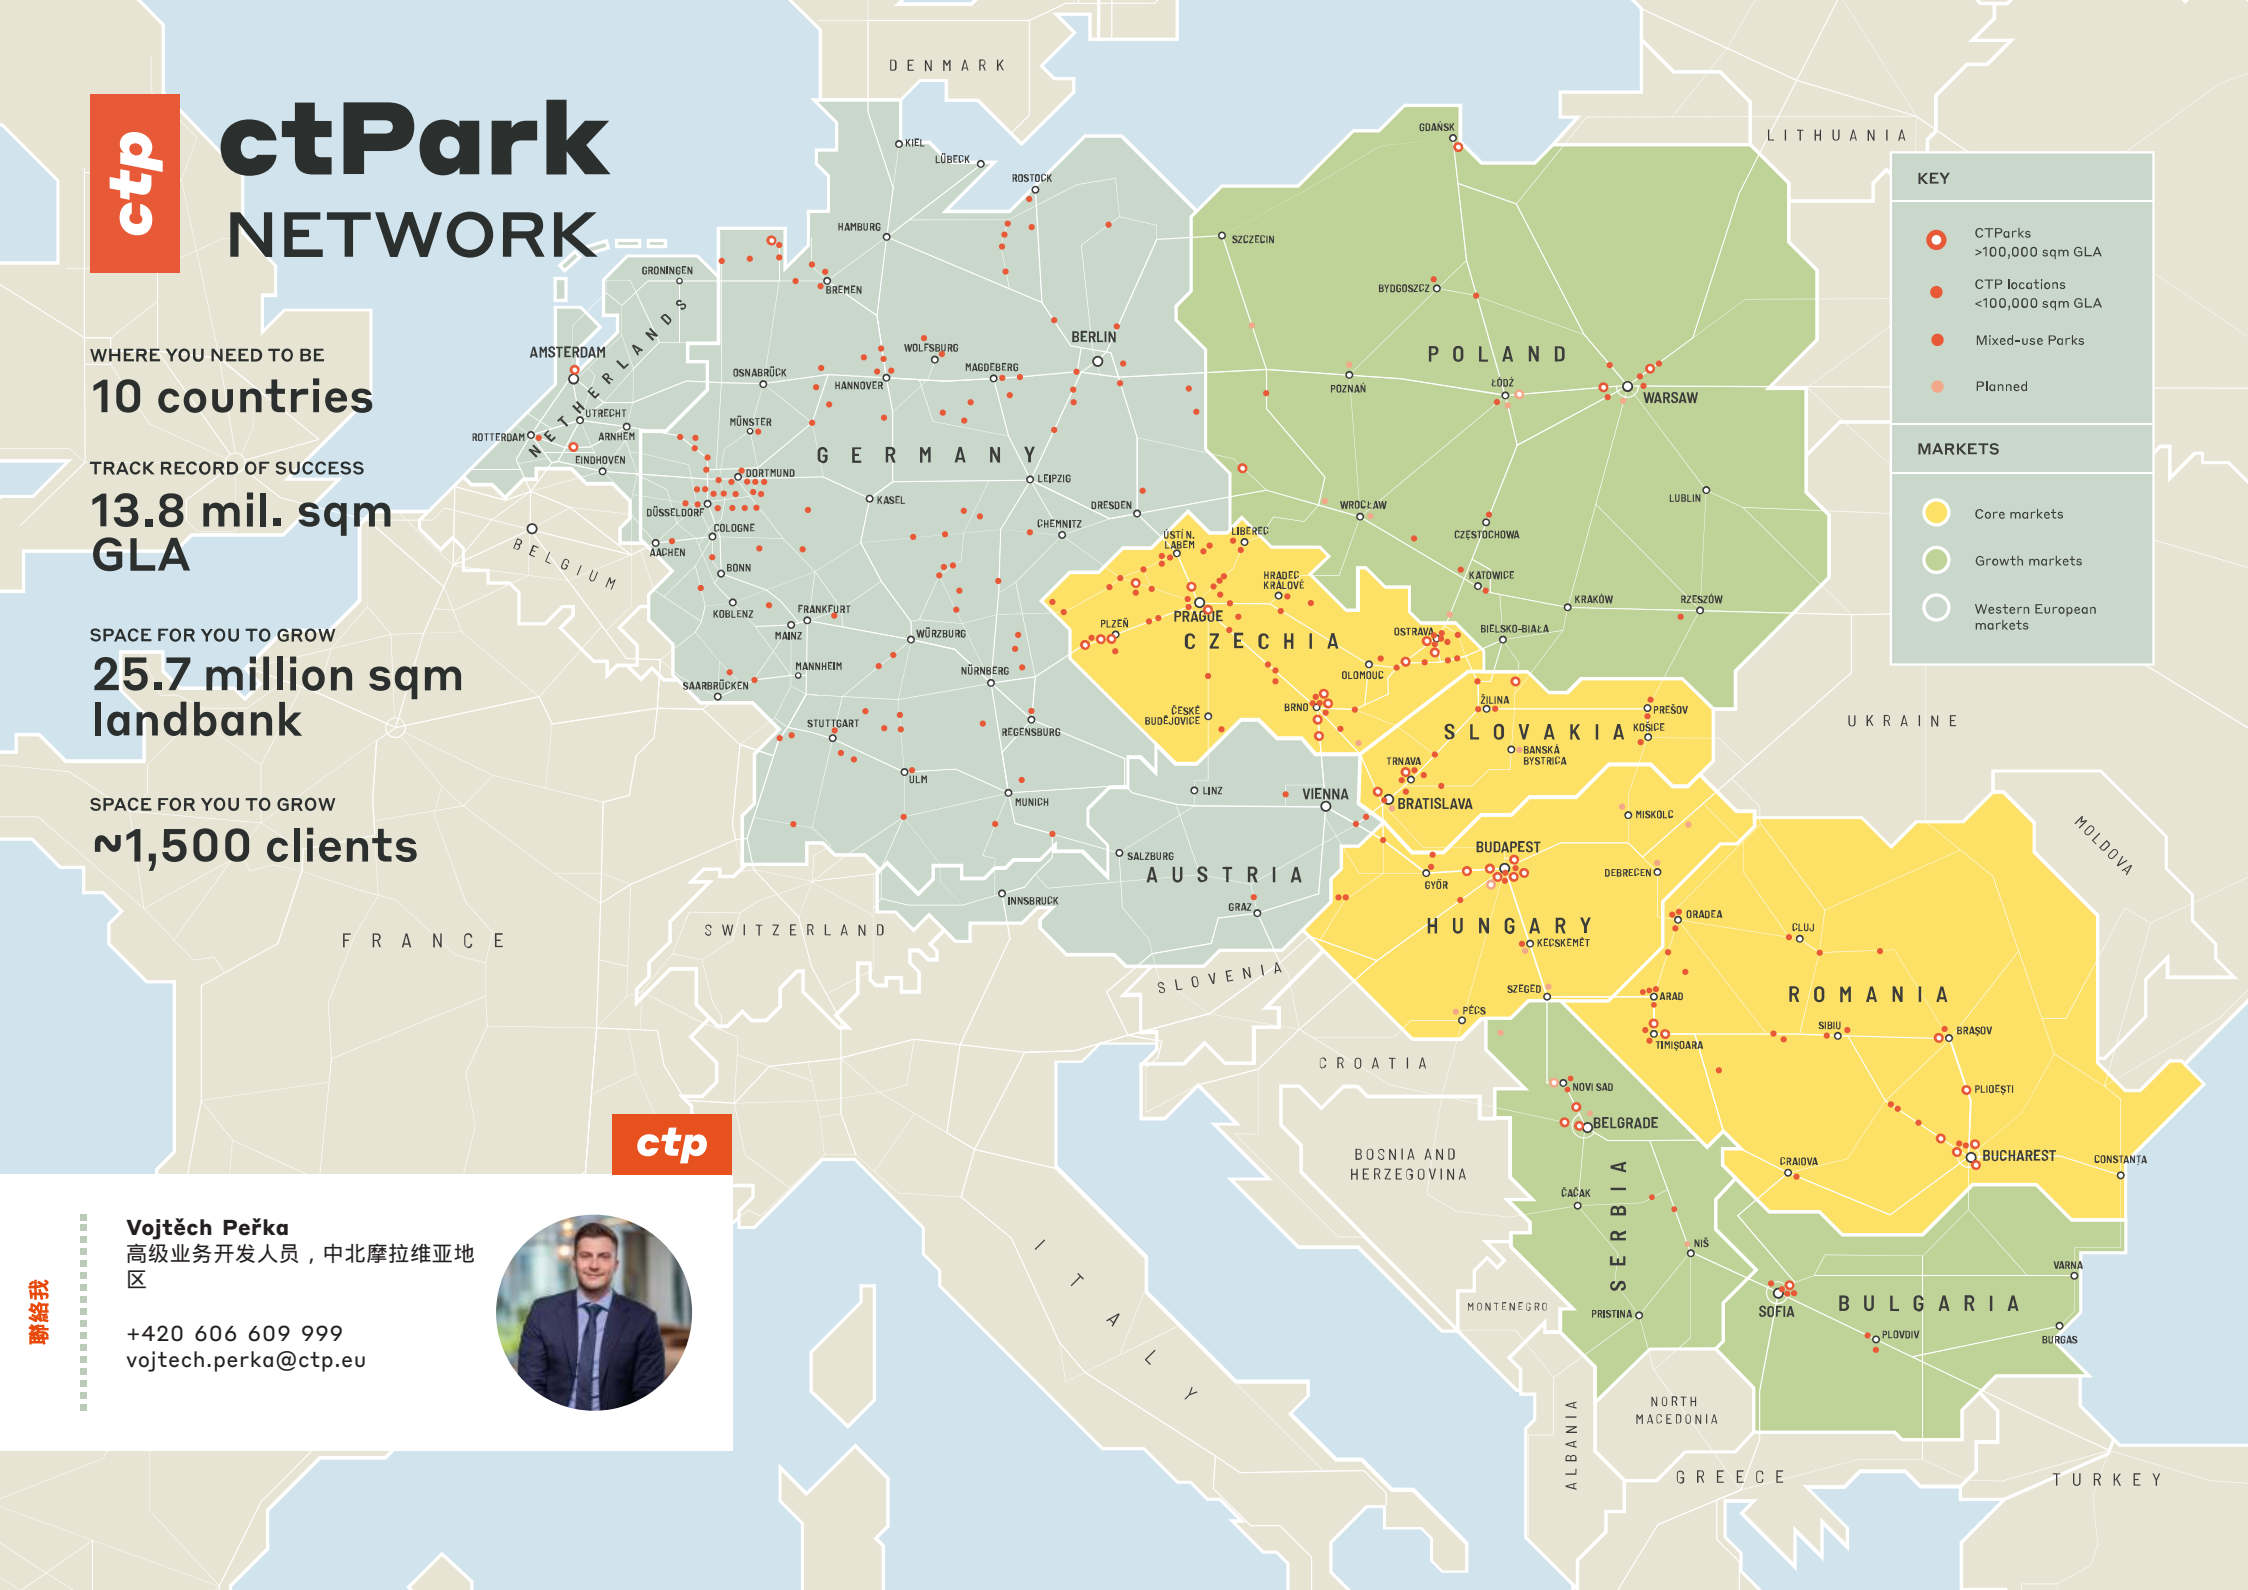 ctp
ctPark
NETWORK
WHERE YOU NEED TO BE
10 countries
TRACK RECORD OF SUCCESS
13.8 mil. sqm
GLA
SPACE FOR YOU TO GROW
25.7 million sqm
landbank
SPACE FOR YOU TO GROW
~1,500 clients
KEY
CTParks
>100,000 sqm GLA
CTP locations
<100,000 sqm GLA
Mixed-use Parks
Planned
MARKETS
Core markets
Growth markets
Western European
markets
DENMARK
LITHUANIA
KIEL
LÜBECK
ROSTOCK
HAMBURG
BREMEN
GRONINGEN
NETHERLANDS
AMSTERDAM
UTRECHT
ROTTERDAM
ARNHEM
EINDHOVEN
BELGIUM
OSNABRÜCK
HANNOVER
WOLFSBURG
MAGDEBERG
BERLIN
MÜNSTER
GERMANY
DORTMUND
DÜSSELDORF
COLOGNE
AACHEN
BONN
KOBLENZ
KASEL
LEIPZIG
DRESDEN
CHEMNITZ
FRANKFURT
MAINZ
WÜRZBURG
MANNHEIM
SAARBRÜCKEN
NÜRNBERG
STUTTGART
REGENSBURG
ULM
MUNICH
GDAŃSK
SZCZECIN
BYDGOSZCZ
POLAND
POZNAŃ
ŁÓDŹ
WARSAW
WROCŁAW
LUBLIN
CZĘSTOCHOWA
KATOWICE
KRAKÓW
RZESZÓW
BIELSKO-BIAŁA
ÚSTÍ N.
LABEM
LIBEREC
HRADEC
KRÁLOVÉ
PRAGUE
PLZEŇ
CZECHIA
OSTRAVA
OLOMOUC
BRNO
ČESKÉ
BUDĚJOVICE
SLOVAKIA
ŽILINA
PREŠOV
KOŠICE
BANSKÁ
BYSTRICA
TRNAVA
BRATISLAVA
UKRAINE
MOLDOVA
LINZ
VIENNA
SALZBURG
AUSTRIA
INNSBRUCK
GRAZ
SWITZERLAND
FRANCE
SLOVENIA
MISKOLC
BUDAPEST
GYŐR
DEBRECEN
HUNGARY
KECSKEMÉT
SZEGED
PÉCS
ORADEA
CLUJ
ARAD
ROMANIA
SIBIU
BRAȘOV
TIMIȘOARA
PLIOEȘTI
BUCHAREST
CRAIOVA
CONSTANȚA
CROATIA
BOSNIA AND
HERZEGOVINA
NOVI SAD
BELGRADE
ČAČAK
SERBIA
NIŠ
PRISTINA
MONTENEGRO
SOFIA
BULGARIA
VARNA
BURGAS
PLOVDIV
NORTH
MACEDONIA
ALBANIA
GREECE
TURKEY
ITALY
ctp
聯絡我
Vojtěch Peřka
高级业务开发人员，中北摩拉维亚地
区
+420 606 609 999
vojtech.perka@ctp.eu